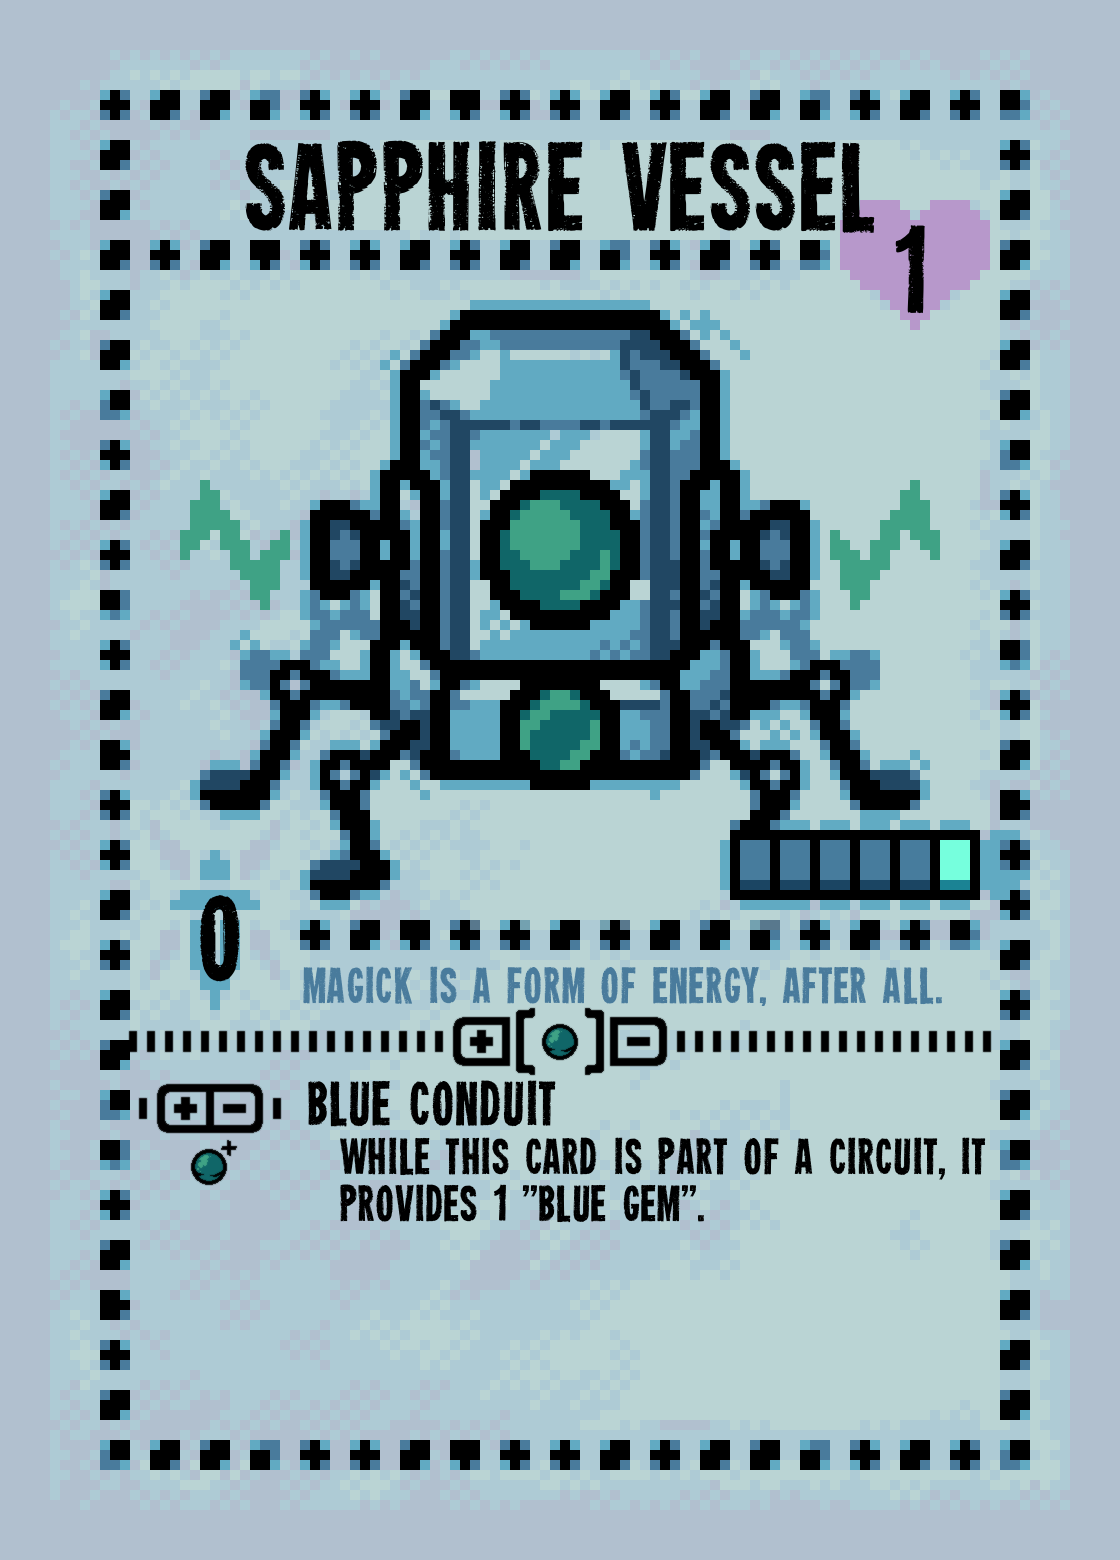 SAPPHIRE VESSEL
1
0
MAGICK IS A FORM OF ENERGY, AFTER ALL.
BLUE CONDUIT
WHILE THIS CARD IS PART OF A CIRCUIT, IT
PROVIDES 1 "BLUE GEM".